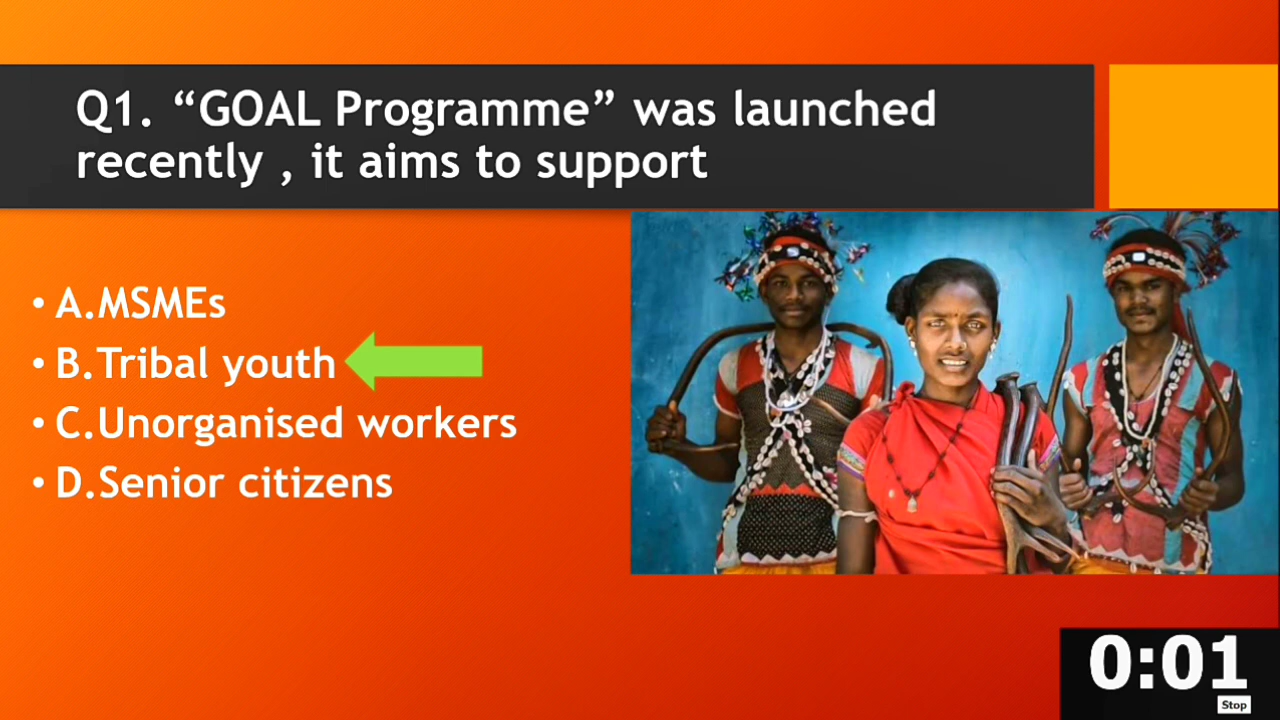 Q1. “GOAL Programme” was launched
recently , it aims to support
• A.MSMEs
• B.Tribal youth
• C.Unorganised workers
• D.Senior citizens
0:01
Stop